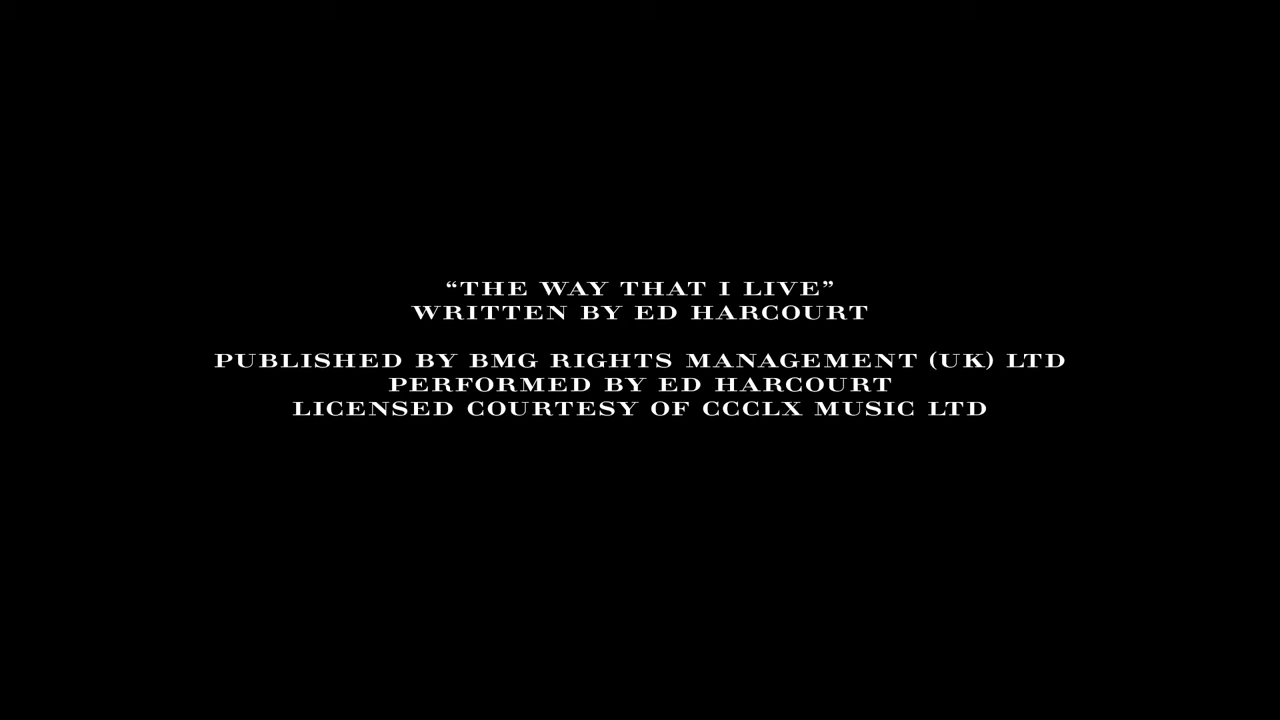 “THE WAY THAT I LIVE”
WRITTEN BY ED HARCOURT
PUBLISHED BY BMG RIGHTS MANAGEMENT (UK) LTD
PERFORMED BY ED HARCOURT
LICENSED COURTESY OF CCCLX MUSIC LTD